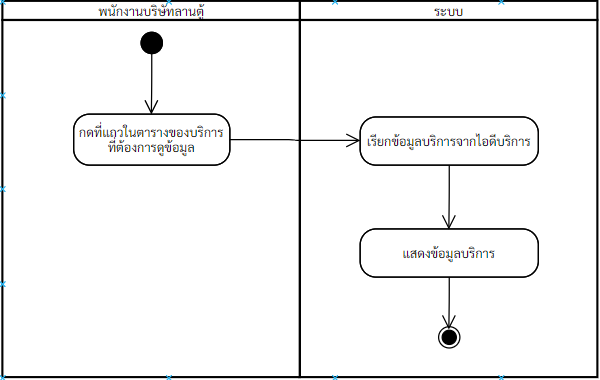 พนักงานบริษัทลานตู้
ระบบ
กดที่แถวในตารางของบริการ
ที่ต้องการดูข้อมูล
เรียกข้อมูลบริการจากไอดีบริการ
แสดงข้อมูลบริการ